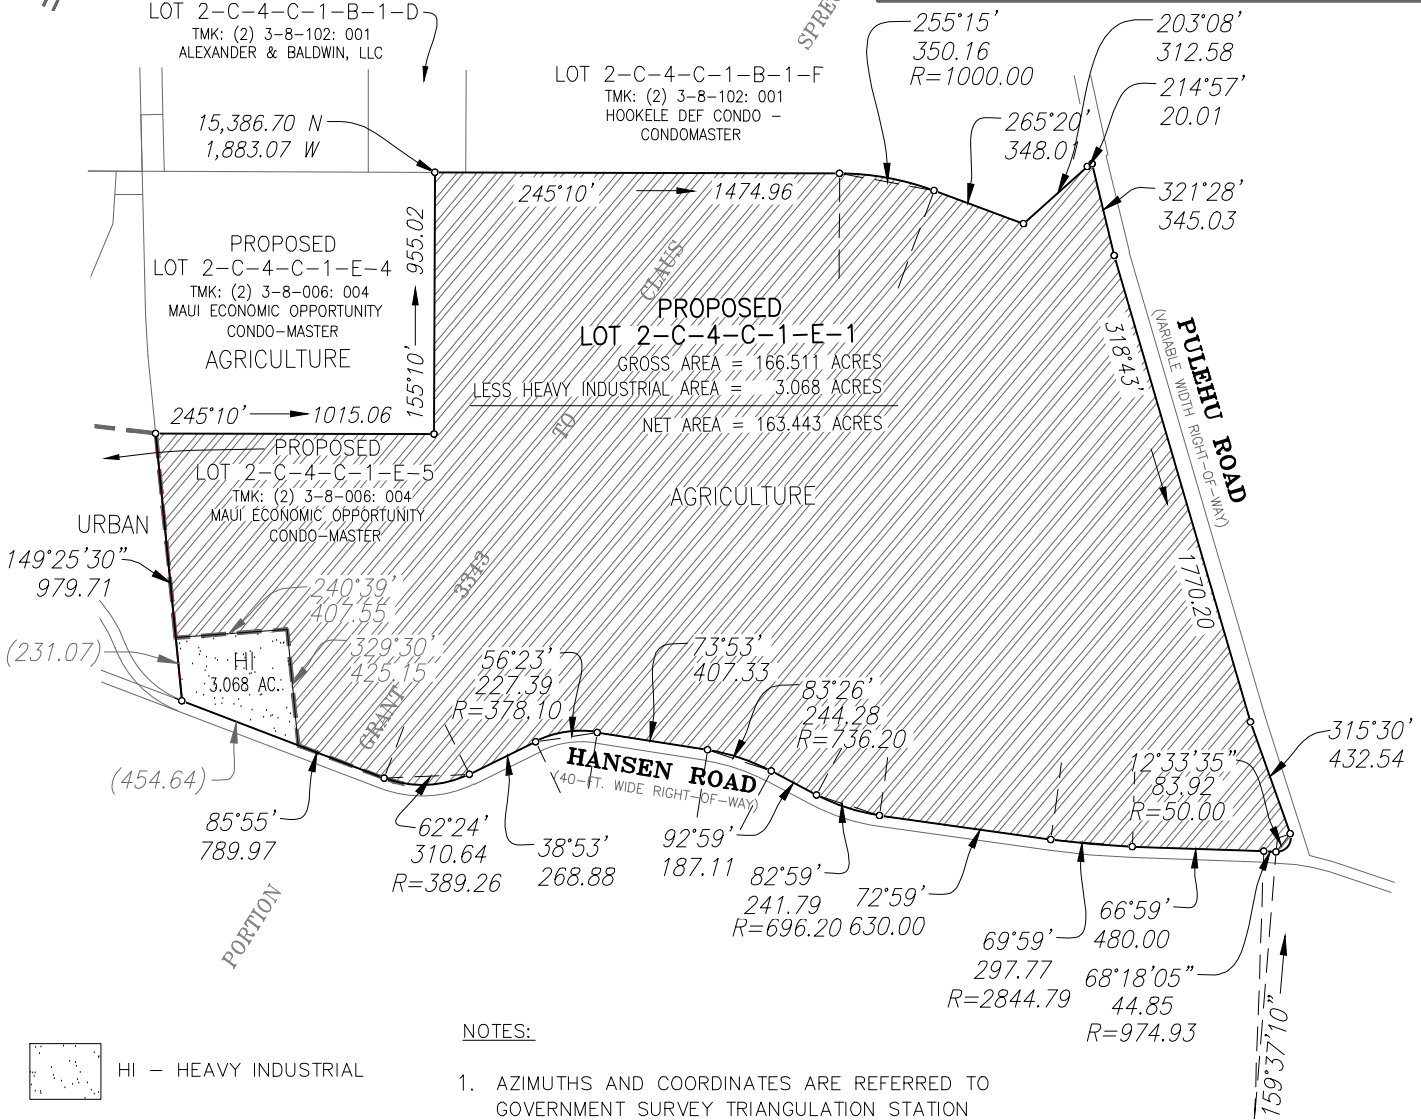 LOT 2-C-4-C-1-B-1-D
TMK: (2) 3-8-102: 001
ALEXANDER & BALDWIN, LLC
LOT 2-C-4-C-1-B-1-F
TMK: (2) 3-8-102: 001
HOOKELE DEF CONDO -
CONDOMASTER
255°15'
350.16
R=1000.00
203°08'
312.58
214°57'
20.01
265°20'
348.01
321°28'
345.03
15,386.70 N
1,883.07 W
245°10'
1474.96
155°10'
955.02
PROPOSED
LOT 2-C-4-C-1-E-4
TMK: (2) 3-8-006: 004
MAUI ECONOMIC OPPORTUNITY
CONDO-MASTER
AGRICULTURE
245°10'
1015.06
CLAUS
PROPOSED
LOT 2-C-4-C-1-E-1
GROSS AREA = 166.511 ACRES
LESS HEAVY INDUSTRIAL AREA = 3.068 ACRES
NET AREA = 163.443 ACRES
TO
318°43'
1770.20
PULEHU ROAD
(VARIABLE WIDTH RIGHT-OF-WAY)
PROPOSED
LOT 2-C-4-C-1-E-5
TMK: (2) 3-8-006: 004
MAUI ECONOMIC OPPORTUNITY
CONDO-MASTER
AGRICULTURE
URBAN
149°25'30"
979.71
3343
240°39'
407.55
(231.07)
HI
3.068 AC.
329°30'
425.15
GRANT
56°23'
227.39
R=378.10
73°53'
407.33
83°26'
244.28
R=736.20
HANSEN ROAD
(40-FT. WIDE RIGHT-OF-WAY)
12°33'35"
83.92
R=50.00
315°30'
432.54
(454.64)
85°55'
789.97
62°24'
310.64
R=389.26
38°53'
268.88
92°59'
187.11
82°59'
241.79
R=696.20
72°59'
630.00
69°59'
297.77
R=2844.79
66°59'
480.00
68°18'05"
44.85
R=974.93
159°37'10"
PORTION
HI - HEAVY INDUSTRIAL
NOTES:
1. AZIMUTHS AND COORDINATES ARE REFERRED TO
GOVERNMENT SURVEY TRIANGULATION STATION